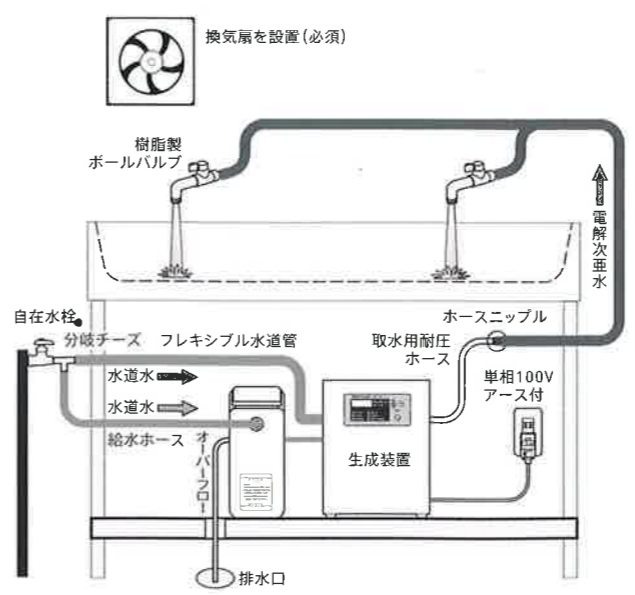 換気扇を設置(必須)
樹脂製
ボールバルブ
電解次亜水
自在水栓
分岐チーズ
フレキシブル水道管
取水用耐圧
ホース
ホースニップル
水道水
水道水
給水ホース
オーバーフロー
生成装置
単相100V
アース付
排水口